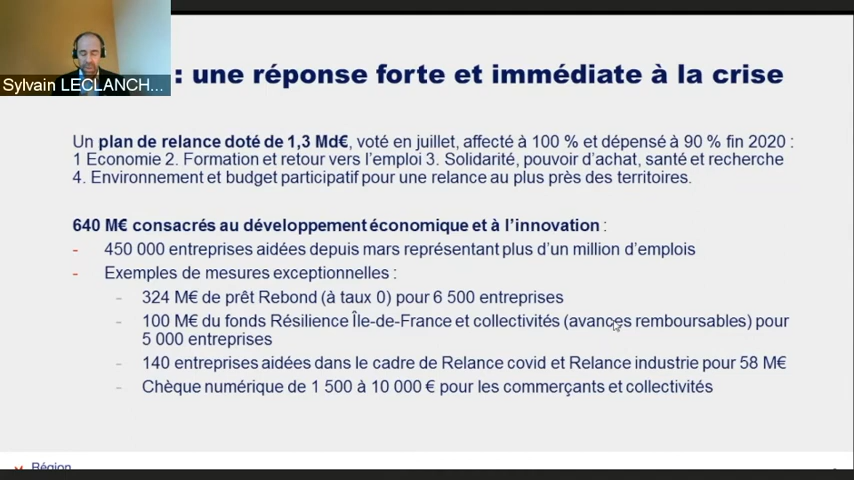 Sylvain LECLANCH...
: une réponse forte et immédiate à la crise
Un plan de relance doté de 1,3 Md€, voté en juillet, affecté à 100 % et dépensé à 90 % fin 2020 :
1 Economie 2. Formation et retour vers l'emploi 3. Solidarité, pouvoir d'achat, santé et recherche
4. Environnement et budget participatif pour une relance au plus près des territoires.
640 M€ consacrés au développement économique et à l'innovation :
- 450 000 entreprises aidées depuis mars représentant plus d'un million d'emplois
- Exemples de mesures exceptionnelles :
- 324 M€ de prêt Rebond (à taux 0) pour 6 500 entreprises
- 100 M€ du fonds Résilience Île-de-France et collectivités (avances remboursables) pour
5 000 entreprises
- 140 entreprises aidées dans le cadre de Relance covid et Relance industrie pour 58 M€
- Chèque numérique de 1 500 à 10 000 € pour les commerçants et collectivités
Région